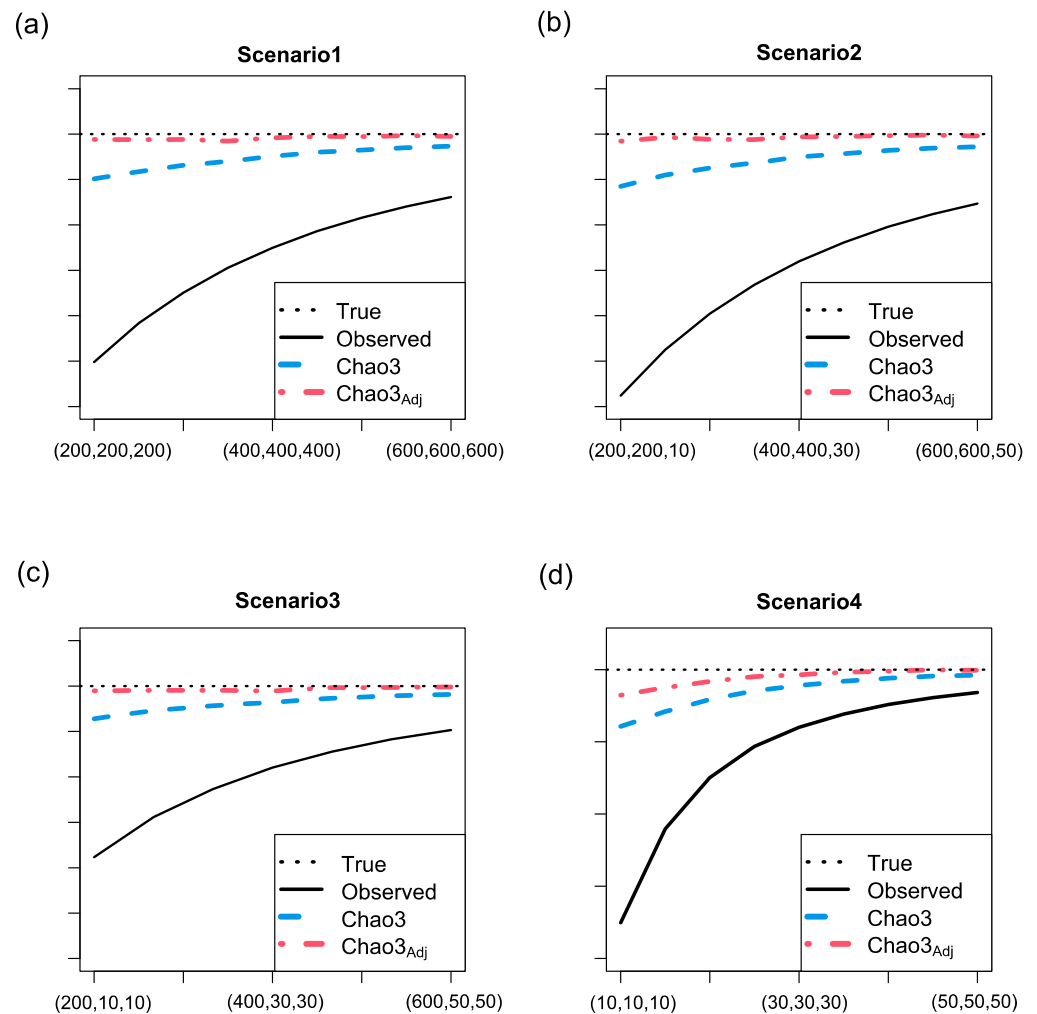 (a)
Scenario1
True
Observed
Chao3
Chao3Adj
(200,200,200)
(400,400,400)
(600,600,600)
(b)
Scenario2
True
Observed
Chao3
Chao3Adj
(200,200,10)
(400,400,30)
(600,600,50)
(c)
Scenario3
True
Observed
Chao3
Chao3Adj
(200,10,10)
(400,30,30)
(600,50,50)
(d)
Scenario4
True
Observed
Chao3
Chao3Adj
(10,10,10)
(30,30,30)
(50,50,50)